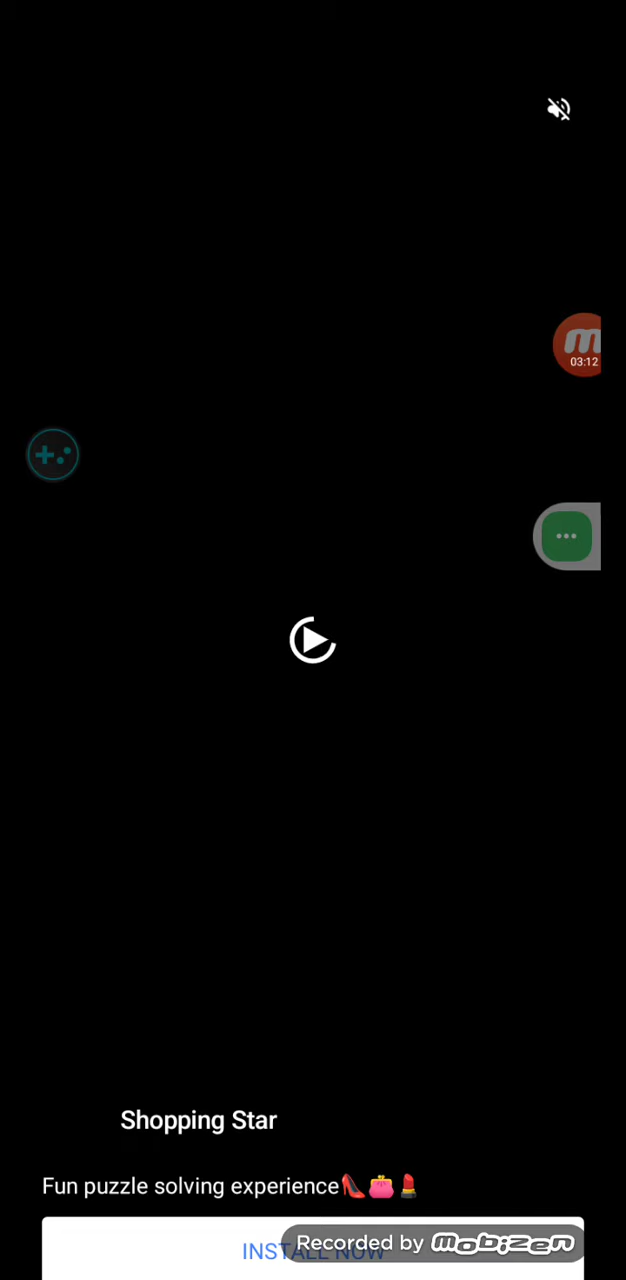 m
03:12
Shopping Star
Fun puzzle solving experience👠👛💄
INSTALL NOW
Recorded by mobizen